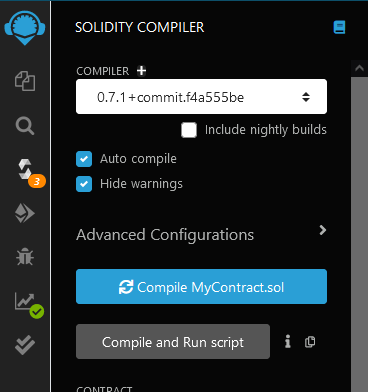 SOLIDITY COMPILER
COMPILER +
0.7.1+commit.f4a555be
Include nightly builds
Auto compile
Hide warnings
3
Advanced Configurations
Compile MyContract.sol
Compile and Run script
CONTRACT